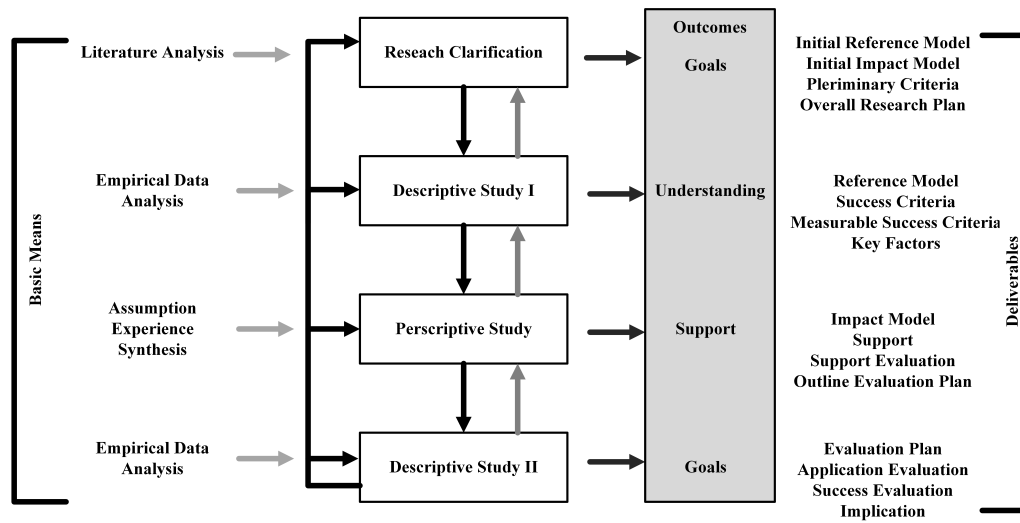 Basic Means
Literature Analysis
Reseach Clarification
Outcomes
Goals
Initial Reference Model
Initial Impact Model
Pleriminary Criteria
Overall Research Plan
Empirical Data
Analysis
Descriptive Study I
Understanding
Reference Model
Success Criteria
Measurable Success Criteria
Key Factors
Assumption
Experience
Synthesis
Perscriptive Study
Support
Impact Model
Support
Support Evaluation
Outline Evaluation Plan
Empirical Data
Analysis
Descriptive Study II
Goals
Evaluation Plan
Application Evaluation
Success Evaluation
Implication
Deliverables